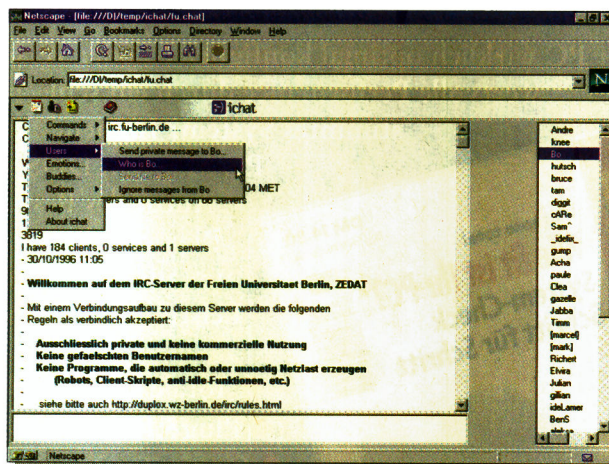 Netscape - [file:///D|/temp/ichat/fu.chat]
File Edit View Go Bookmarks Options Directory Window Help
Location: file:///D|/temp/ichat/fu.chat
N
ichat
Commands
Navigate
Users
Emotions...
Buddies...
Options
Help
About ichat
Send private message to Bo...
Who is Bo...
Ignore messages from Bo
irc.fu-berlin.de ...
04 MET
ers and 0 services on 80 servers
3819
I have 184 clients, 0 services and 1 servers
- 30/10/1996 11:05
-
- Willkommen auf dem IRC-Server der Freien Universitaet Berlin, ZEDAT
-
- Mit einem Verbindungsaufbau zu diesem Server werden die folgenden
- Regeln als verbindlich akzeptiert:
-
- Ausschliesslich private und keine kommerzielle Nutzung
- Keine gefaelschten Benutzernamen
- Keine Programme, die automatisch oder unnoetig Netzlast erzeugen
- (Robots, Client-Skripte, anti-idle-Funktionen, etc.)
-
- siehe bitte auch http://duplox.wz-berlin.de/irc/rules.html
Andre
knee
Bo
hutsch
bruce
tam
diggit
cARe
Sam^
_idefix_
gump
Acha
paule
Clea
gazelle
Jabba
Timm
[marcel]
[mark]
Richert
Elvira
Julian
gillian
ideLamer
BenS
Netscape